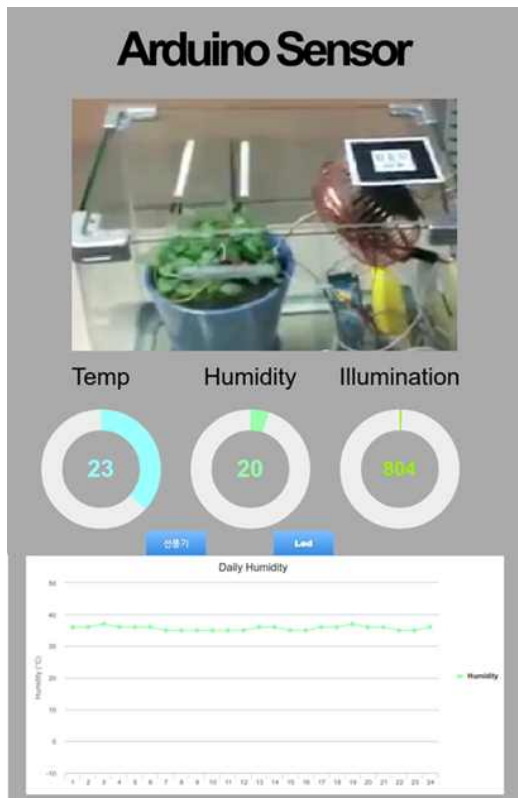 Arduino Sensor
Temp Humidity Illumination
23 20 804
선풍기 Led
Daily Humidity
50
40
30
20
10
0
-10
Humidity (°C)
Humidity
1 2 3 4 5 6 7 8 9 10 11 12 13 14 15 16 17 18 19 20 21 22 23 24